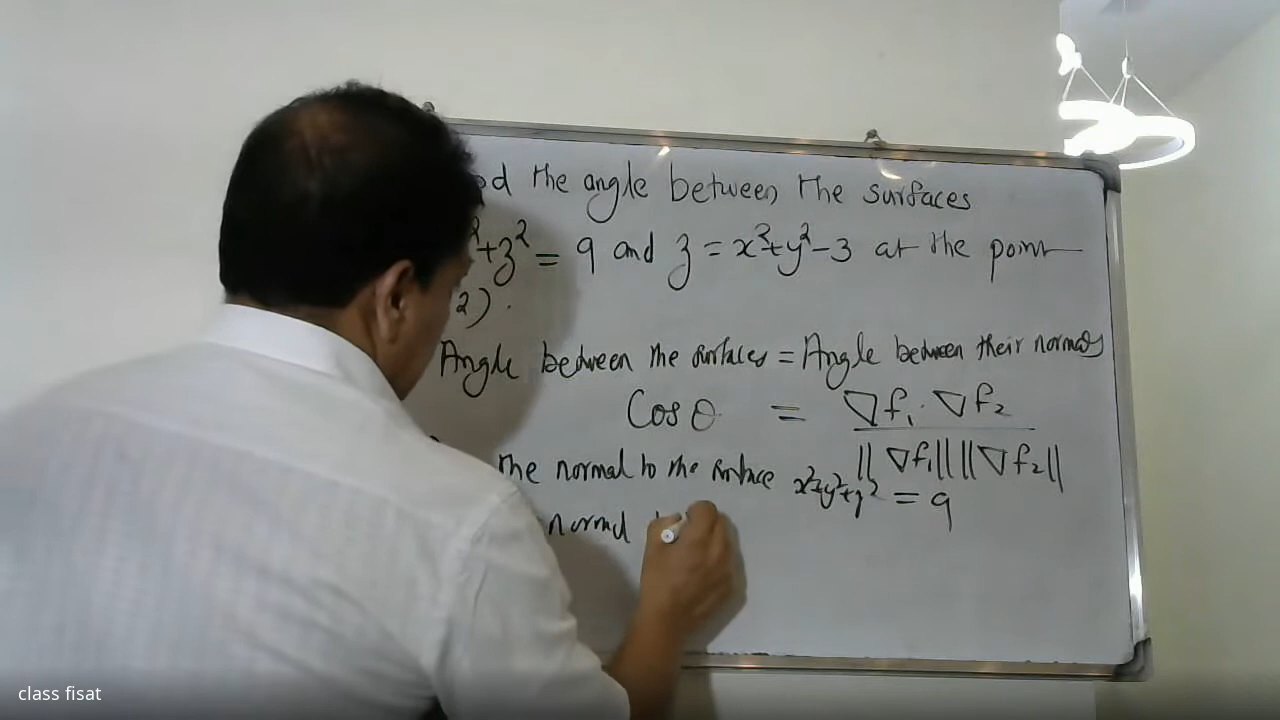 d the angle between the surfaces
²+z² = 9 and z = x²+y²-3 at the point
2).
Angle between the surfaces = Angle between their normals
Cos θ = ∇f₁. ∇f₂ / ||∇f₁|| ||∇f₂||
the normal to the surface x²+y²+z² = 9
normal
class fisat